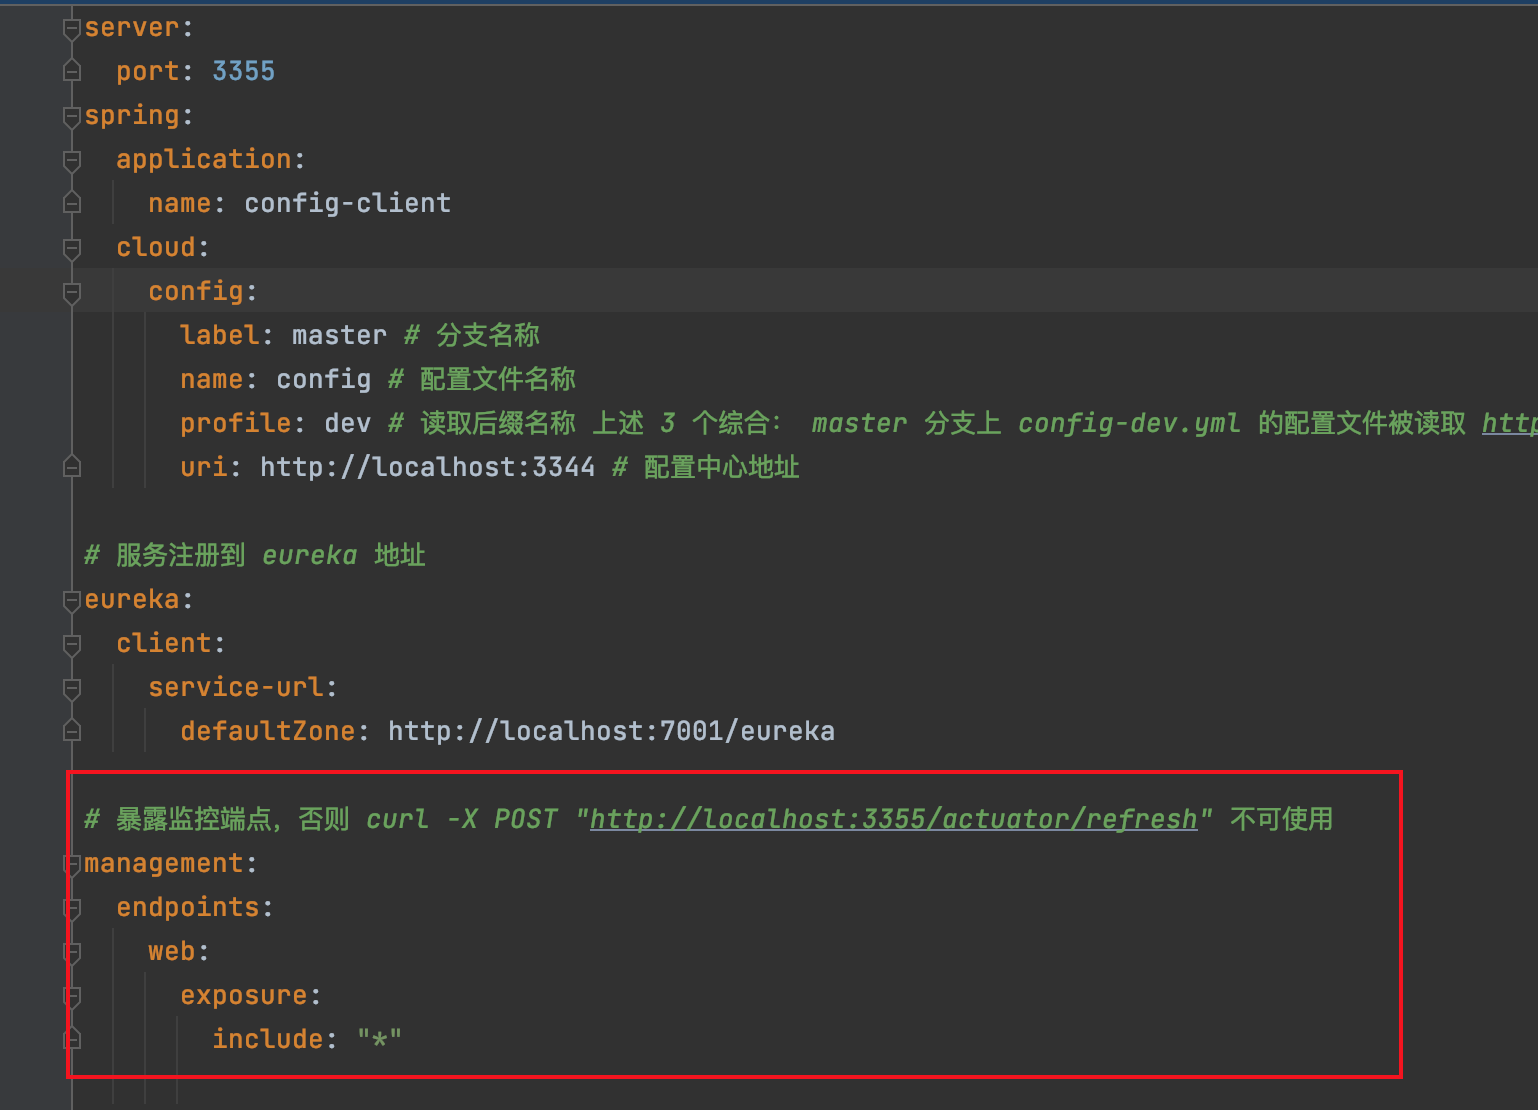 server:
  port: 3355
spring:
  application:
    name: config-client
  cloud:
    config:
      label: master # 分支名称
      name: config # 配置文件名称
      profile: dev # 读取后缀名称 上述 3 个综合： master 分支上 config-dev.yml 的配置文件被读取
      uri: http://localhost:3344 # 配置中心地址
# 服务注册到 eureka 地址
eureka:
  client:
    service-url:
      defaultZone: http://localhost:7001/eureka
# 暴露监控端点，否则 curl -X POST "http://localhost:3355/actuator/refresh" 不可使用
management:
  endpoints:
    web:
      exposure:
        include: "*"